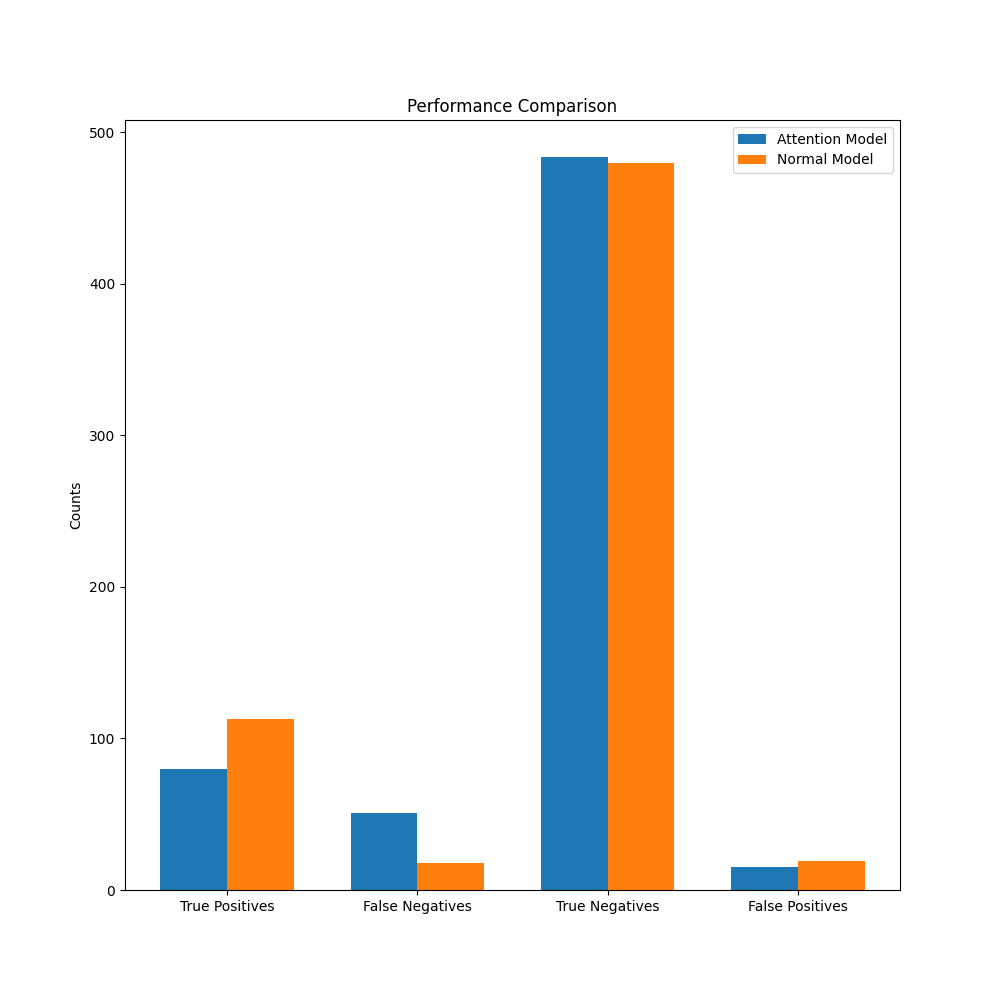 Performance Comparison
Attention Model
Normal Model
500
400
300
200
100
0
Counts
True Positives
False Negatives
True Negatives
False Positives